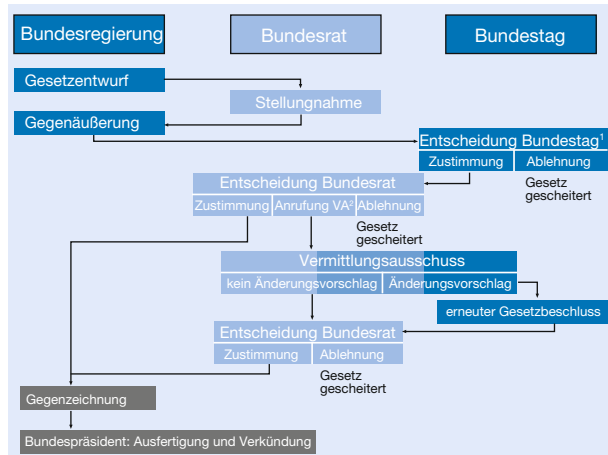 Bundesregierung
Bundesrat
Bundestag
Gesetzentwurf
Stellungnahme
Gegenäußerung
Entscheidung Bundestag¹
Zustimmung
Ablehnung
Gesetz
gescheitert
Entscheidung Bundesrat
Zustimmung
Anrufung VA²
Ablehnung
Gesetz
gescheitert
Vermittlungsausschuss
kein Änderungsvorschlag
Änderungsvorschlag
erneuter Gesetzbeschluss
Entscheidung Bundesrat
Zustimmung
Ablehnung
Gesetz
gescheitert
Gegenzeichnung
Bundespräsident: Ausfertigung und Verkündung